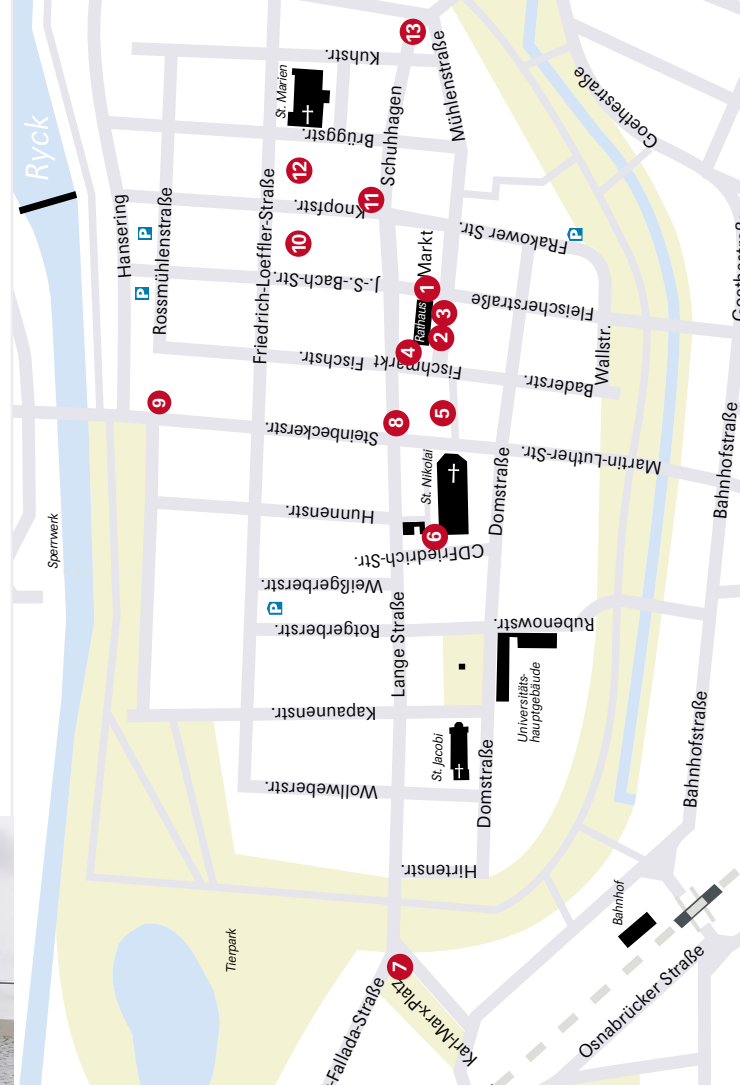 Ryck
Hansering
Rossmühlenstraße
P
P
Sperrwerk
Tierpark
Friedrich-Loeffler-Straße
St. Marien
Kuhstr.
Brüggstr.
Knopfstr.
J.-S.-Bach-Str.
Fischstr.
Steinbeckerstr.
Hunnenstr.
Weißgerberstr.
P
Rotgerberstr.
Kapaunenstr.
Wollweberstr.
Schuhhagen
Mühlenstraße
Markt
Rathaus
Fischmarkt
Lange Straße
St. Nikolai
CDFriedrich-Str.
St. Jacobi
Domstraße
Domstraße
Hirtenstr.
Universitäts-
hauptgebäude
Rubenowstr.
Martin-Luther-Str.
Baderstr.
Wallstr.
Fleischerstraße
FRakower Str.
P
Goethestraße
Goethestraße
Bahnhofstraße
Bahnhofstraße
Bahnhof
Osnabrücker Straße
Karl-Marx-Platz
-Fallada-Straße
1
2
3
4
5
6
7
8
9
10
11
12
13